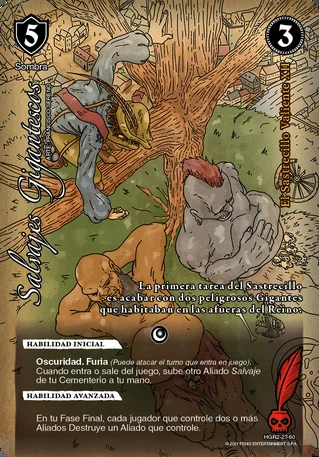 5
3
Sombra
Salvajes Gigantescos
El Sastrecillo Valiente XIII
La primera tarea del Sastrecillo
es acabar con dos peligrosos Gigantes
que habitaban en las afueras del Reino.
HABILIDAD INICIAL
Oscuridad. Furia (Puede atacar el turno que entra en juego).
Cuando entra o sale del juego, sube otro Aliado Salvaje
de tu Cementerio a tu mano.
HABILIDAD AVANZADA
En tu Fase Final, cada jugador que controle dos o más
Aliados Destruye un Aliado que controle.
HGR2-27-60
© 2021 FENIX ENTERTAINMENT S.P.A.